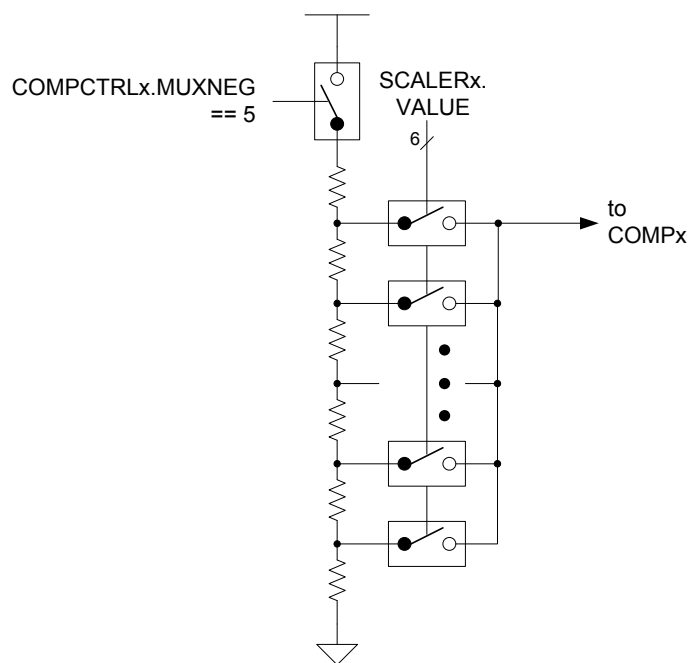 COMPCTRLx.MUXNEG
== 5
SCALERx.
VALUE
6
to
COMPx